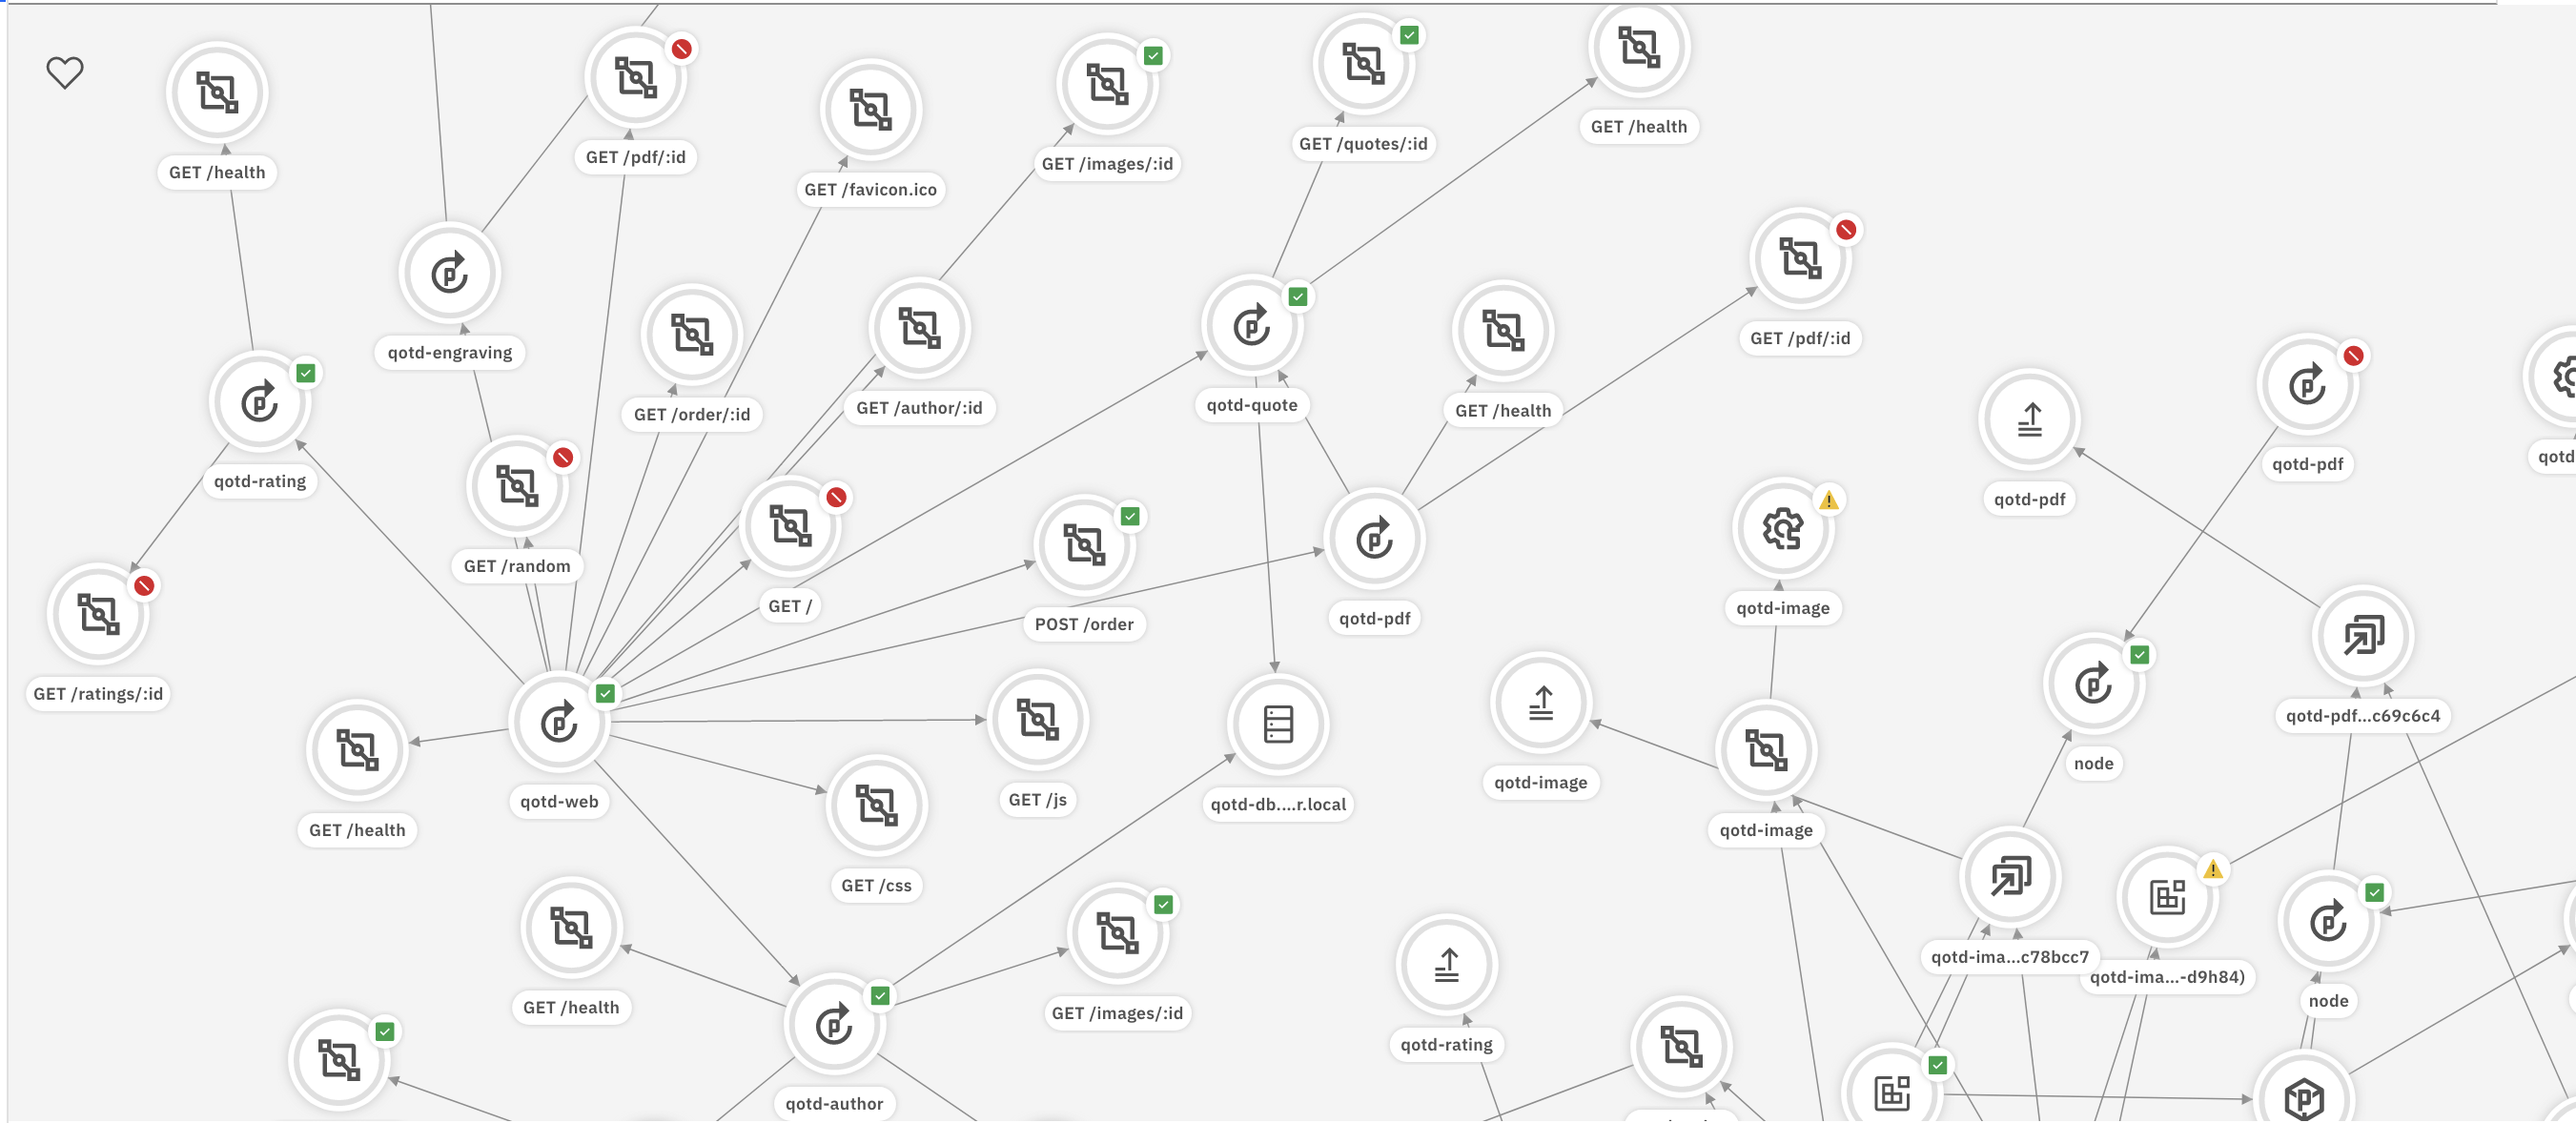 GET /health
GET /pdf/:id
GET /favicon.ico
GET /images/:id
GET /quotes/:id
GET /health
qotd-engraving
GET /order/:id
GET /author/:id
qotd-quote
GET /health
GET /pdf/:id
qotd-rating
GET /random
GET /
POST /order
qotd-pdf
qotd-image
qotd-pdf
qotd-pdf
qotd
GET /ratings/:id
GET /health
qotd-web
GET /css
GET /js
qotd-db....r.local
qotd-image
qotd-image
node
qotd-pdf...c69c6c4
GET /health
qotd-author
GET /images/:id
qotd-rating
qotd-ima...c78bcc7
qotd-ima...-d9h84)
node